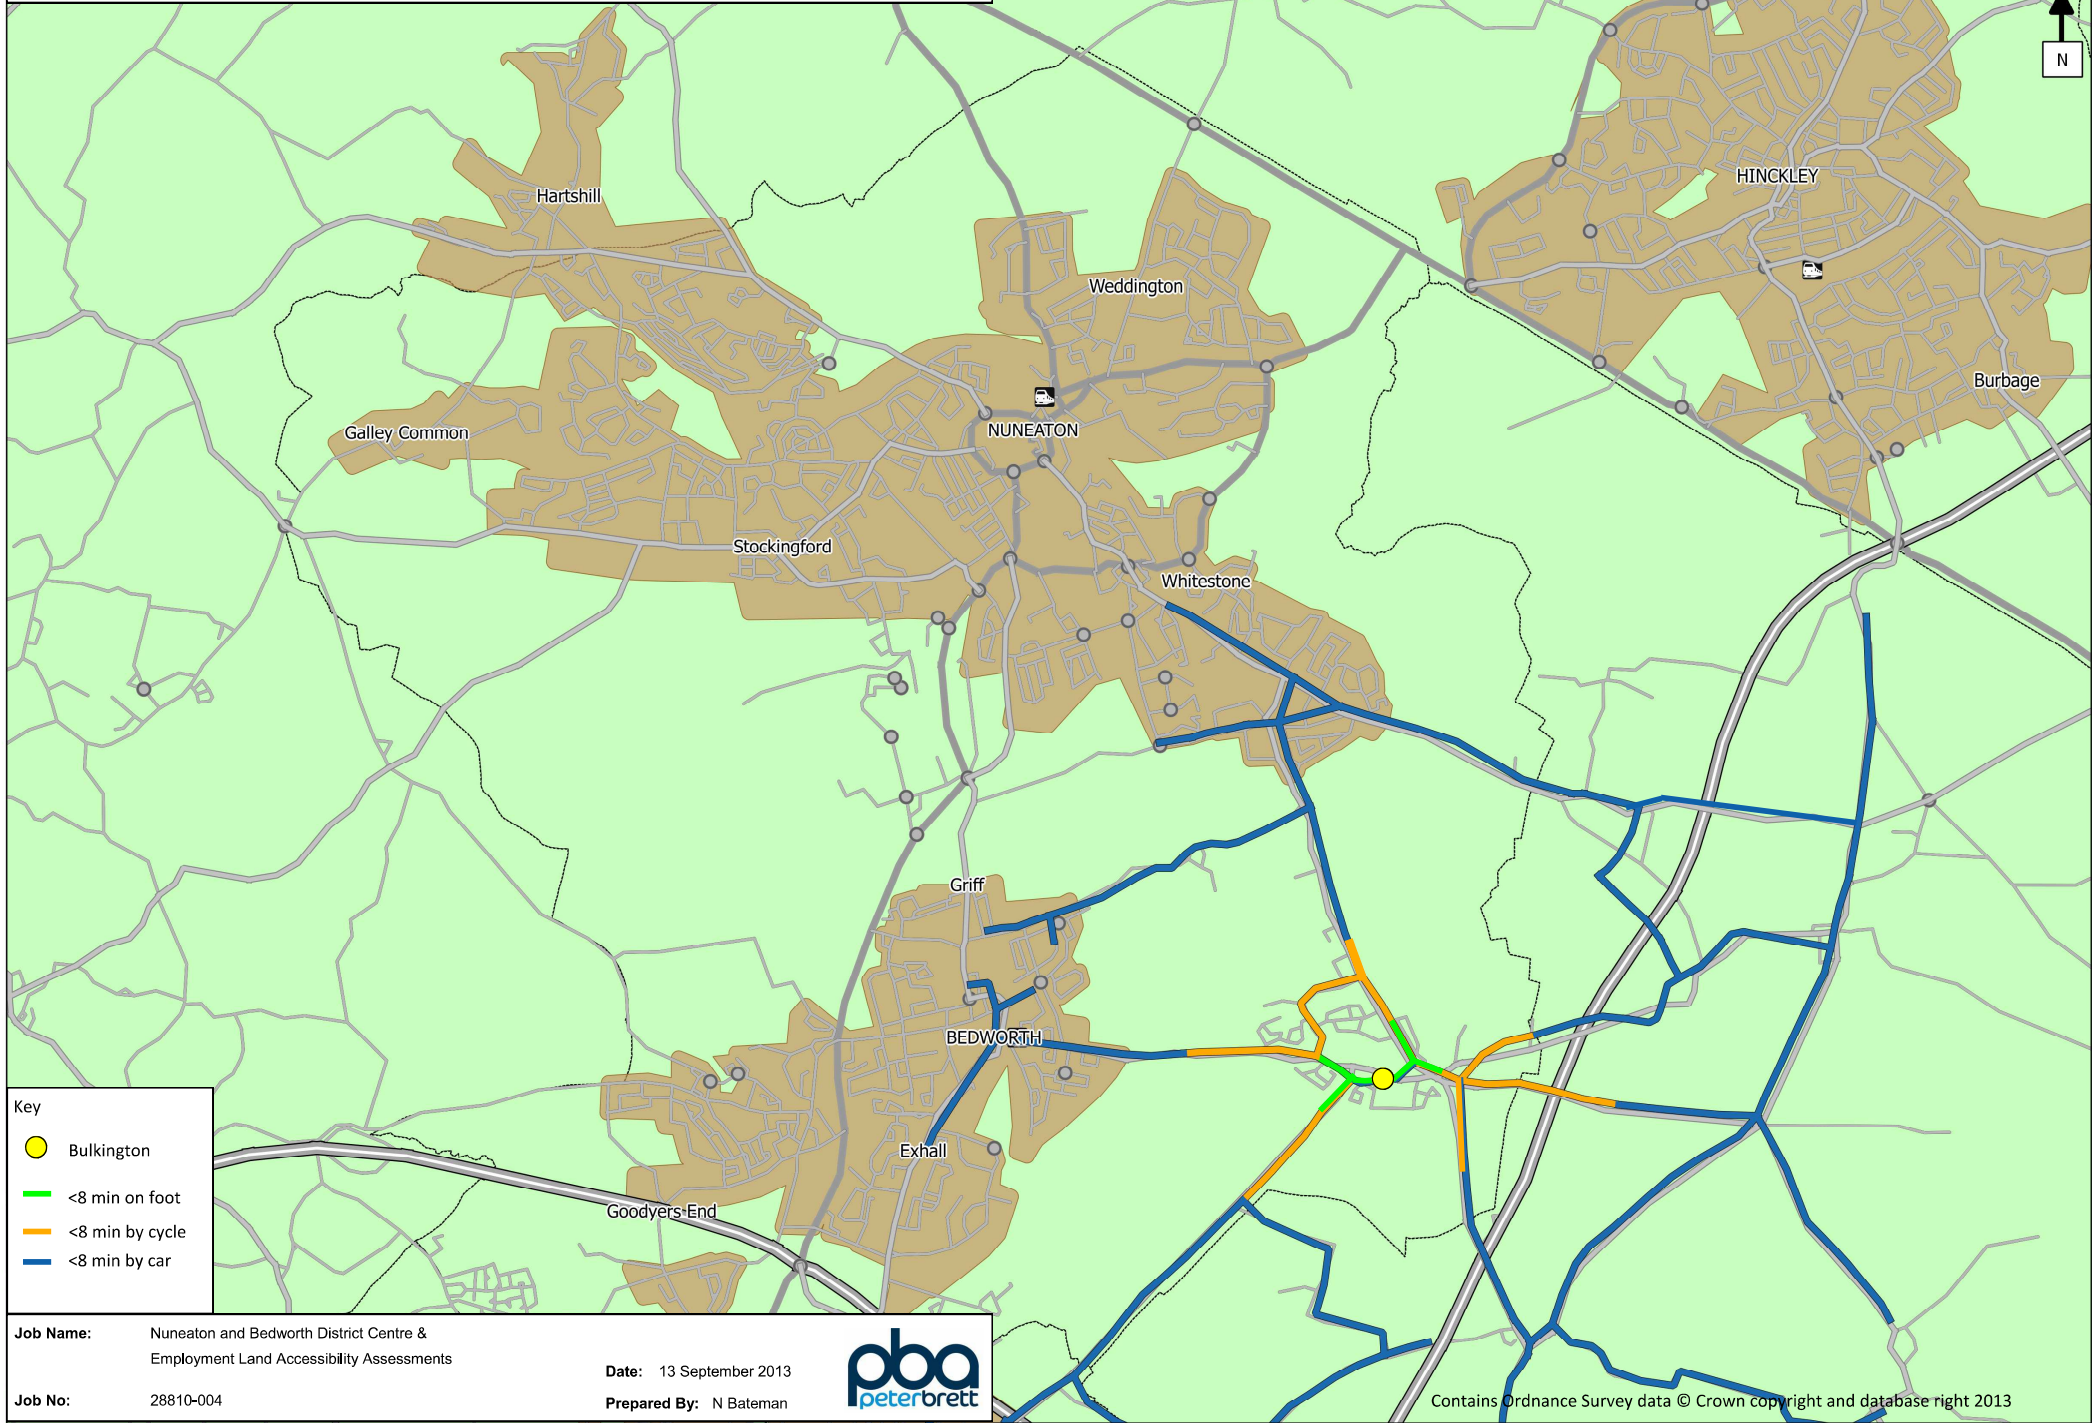 N
HINCKLEY
Hartshill
Weddington
Burbage
NUNEATON
Galley Common
Stockingford
Whitestone
Griff
BEDWORTH
Exhall
Goodyers End
Key
Bulkington
<8 min on foot
<8 min by cycle
<8 min by car
Job Name: Nuneaton and Bedworth District Centre &
Employment Land Accessibility Assessments
Date: 13 September 2013
Job No: 28810-004
Prepared By: N Bateman
pba
peterbrett
Contains Ordnance Survey data © Crown copyright and database right 2013